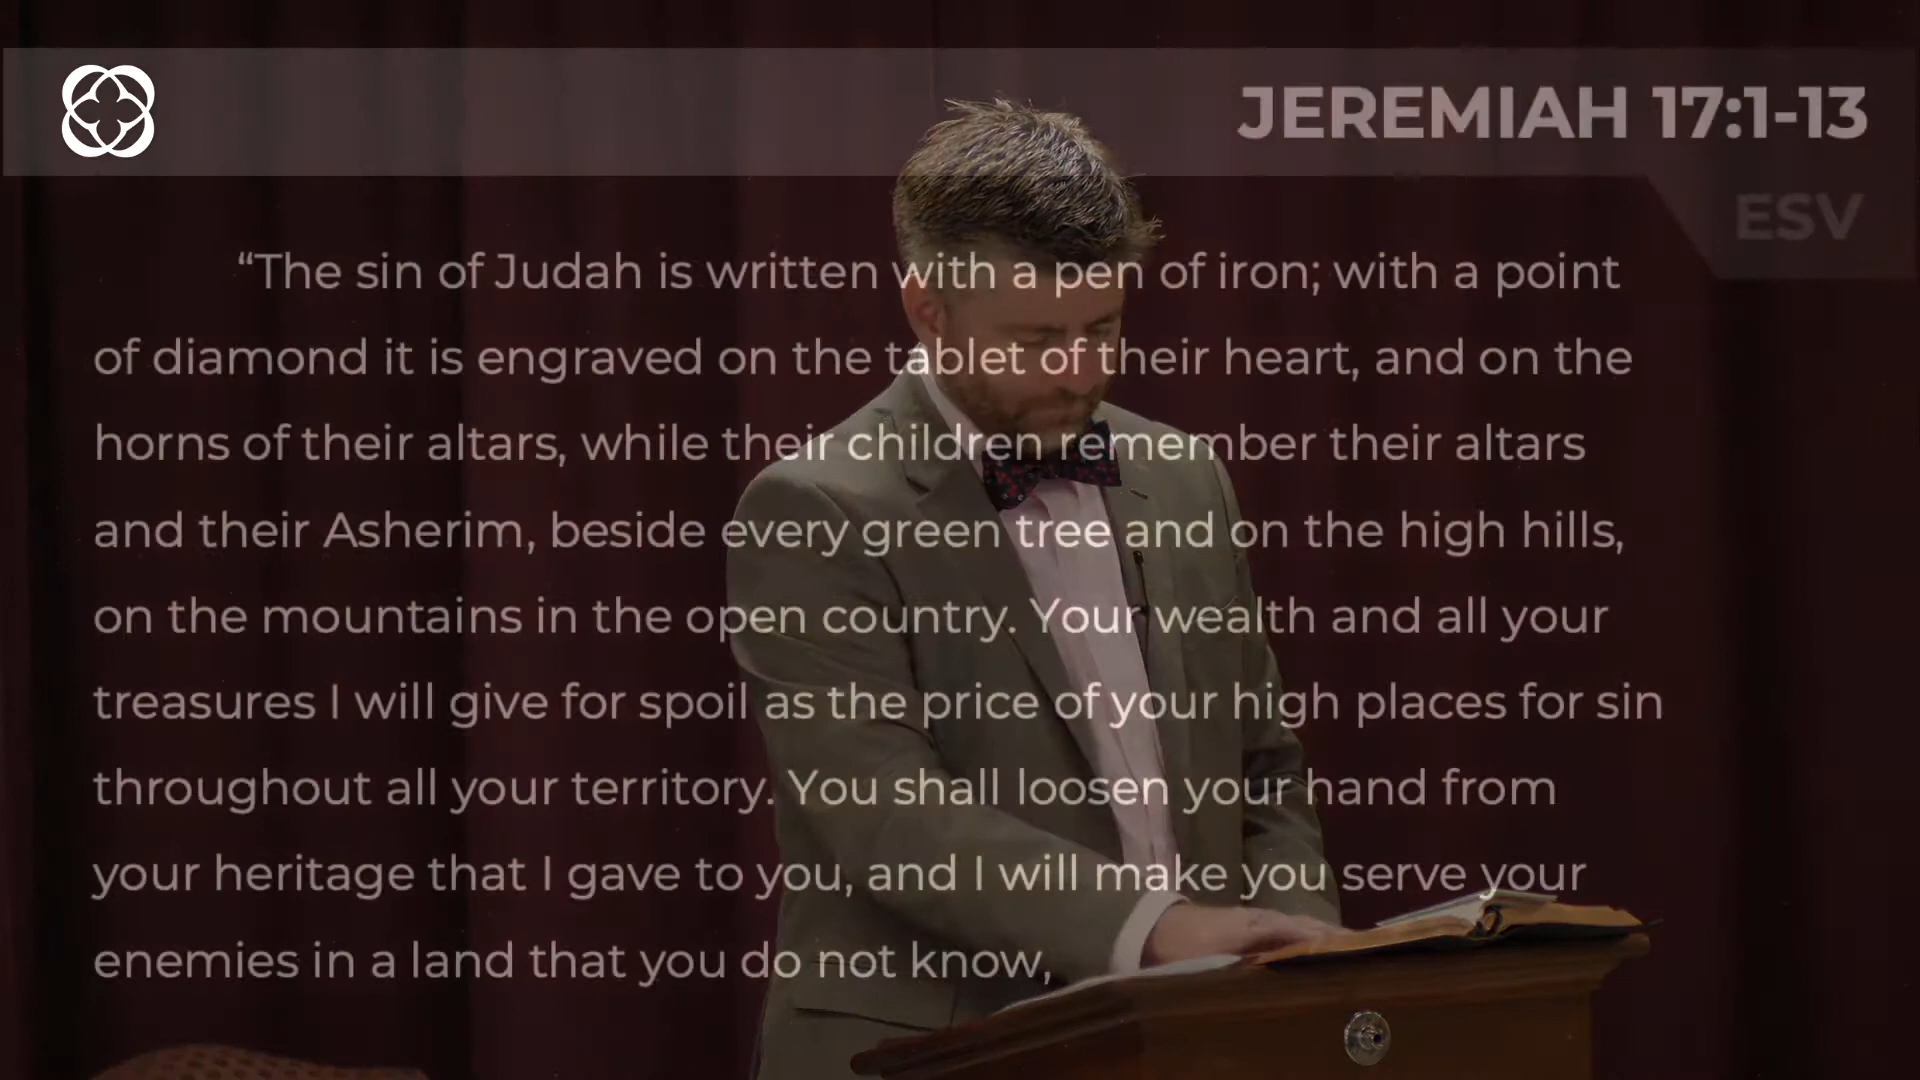 JEREMIAH 17:1-13
ESV
“The sin of Judah is written with a pen of iron; with a point
of diamond it is engraved on the tablet of their heart, and on the
horns of their altars, while their children remember their altars
and their Asherim, beside every green tree and on the high hills,
on the mountains in the open country. Your wealth and all your
treasures I will give for spoil as the price of your high places for sin
throughout all your territory. You shall loosen your hand from
your heritage that I gave to you, and I will make you serve your
enemies in a land that you do not know,